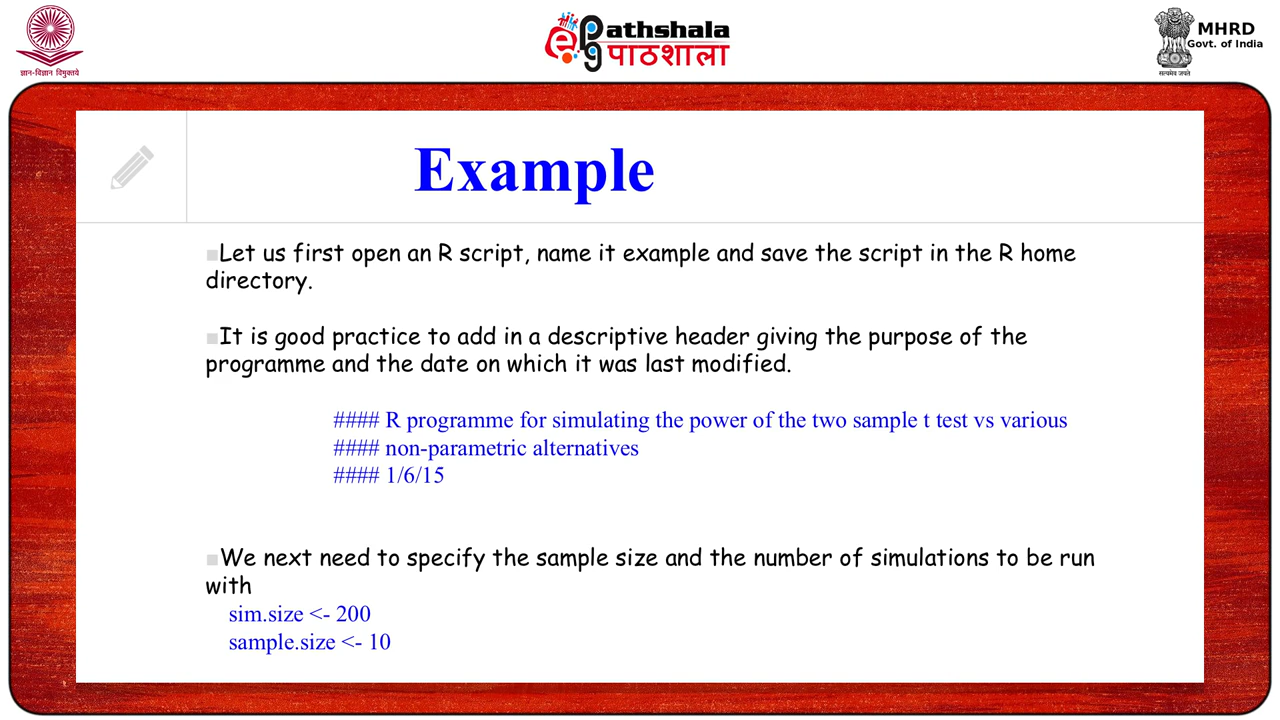 ज्ञान-विज्ञान विमुक्तये
ePG Pathshala
पाठशाला
MHRD
Govt. of India
सत्यमेव जयते
Example
Let us first open an R script, name it example and save the script in the R home
directory.
It is good practice to add in a descriptive header giving the purpose of the
programme and the date on which it was last modified.
#### R programme for simulating the power of the two sample t test vs various
#### non-parametric alternatives
#### 1/6/15
We next need to specify the sample size and the number of simulations to be run
with
sim.size <- 200
sample.size <- 10